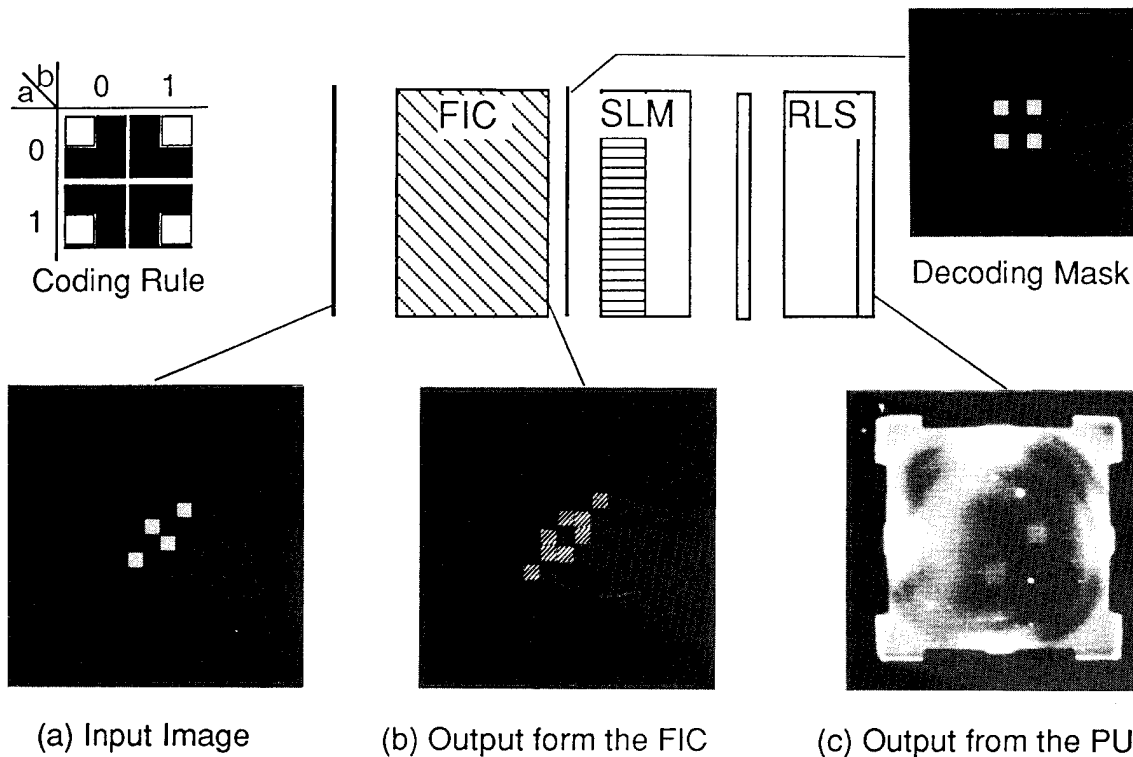 a b 0 1
0
1
Coding Rule
FIC
SLM
RLS
Decoding Mask
(a) Input Image
(b) Output form the FIC
(c) Output from the PU